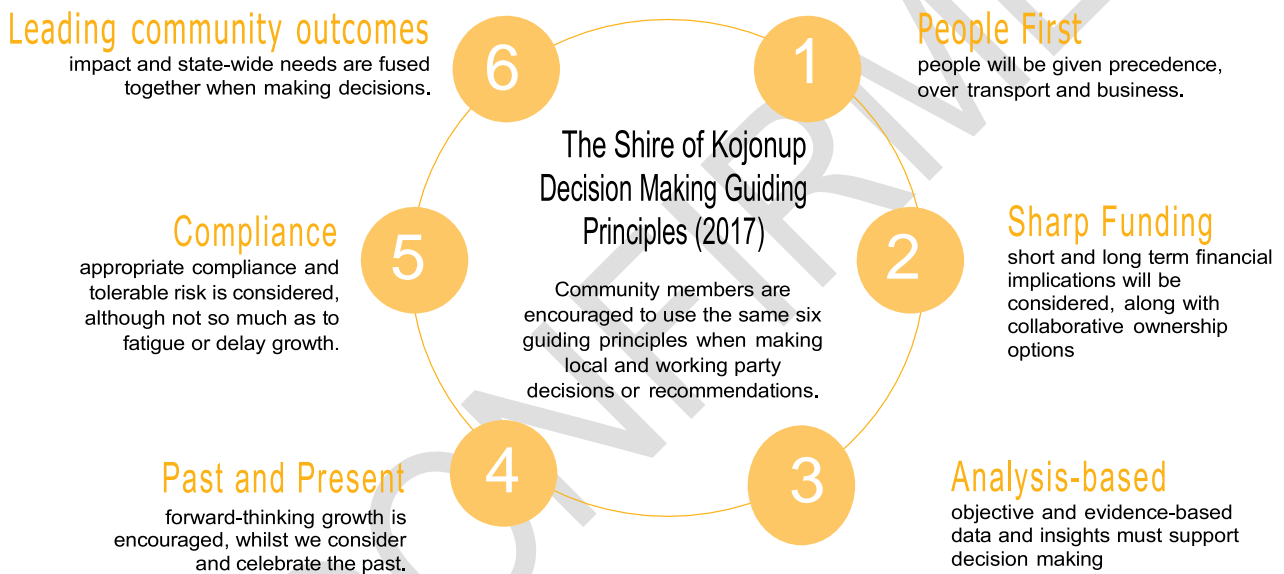 The Shire of Kojonup
Decision Making Guiding
Principles (2017)
Community members are
encouraged to use the same six
guiding principles when making
local and working party
decisions or recommendations.
1
People First
people will be given precedence,
over transport and business.
2
Sharp Funding
short and long term financial
implications will be
considered, along with
collaborative ownership
options
3
Analysis-based
objective and evidence-based
data and insights must support
decision making
4
Past and Present
forward-thinking growth is
encouraged, whilst we consider
and celebrate the past.
5
Compliance
appropriate compliance and
tolerable risk is considered,
although not so much as to
fatigue or delay growth.
6
Leading community outcomes
impact and state-wide needs are fused
together when making decisions.